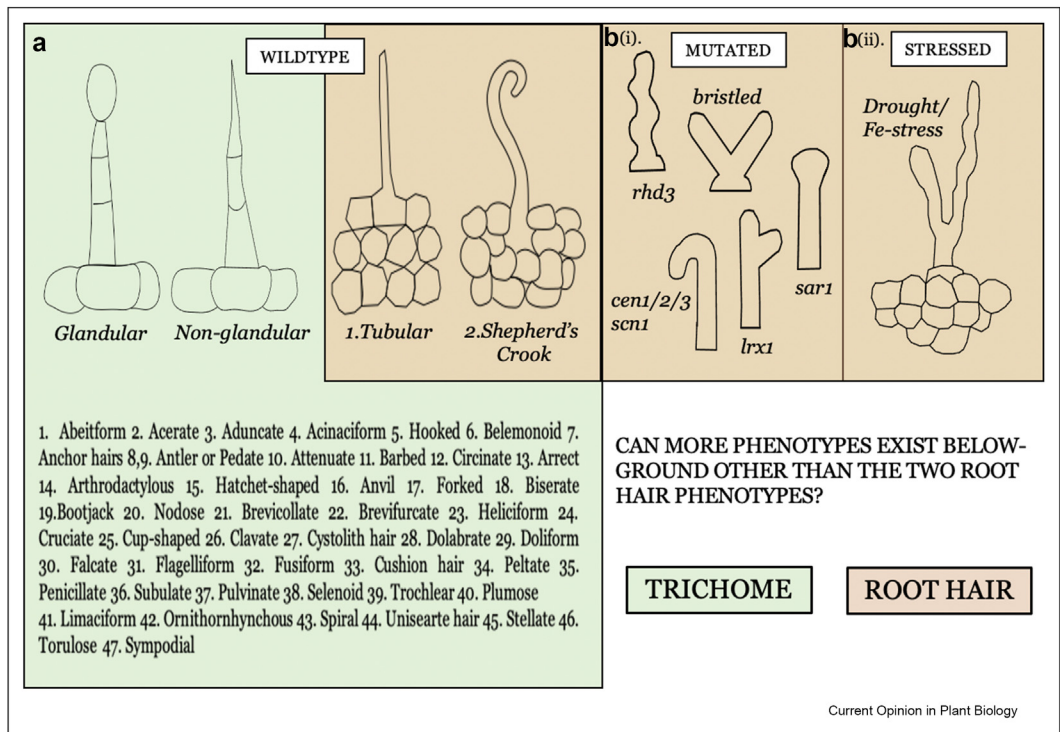 a
WILDTYPE
Glandular
Non-glandular
1.Tubular
2.Shepherd's
Crook
b(i).
MUTATED
bristled
rhd3
cen1/2/3
scn1
lrx1
sar1
b(ii).
STRESSED
Drought/
Fe-stress
1. Abeitform 2. Acerate 3. Aduncate 4. Acinaciform 5. Hooked 6. Belemonoid 7.
Anchor hairs 8,9. Antler or Pedate 10. Attenuate 11. Barbed 12. Circinate 13. Arrect
14. Arthrodactylous 15. Hatchet-shaped 16. Anvil 17. Forked 18. Biserate
19.Bootjack 20. Nodose 21. Brevicollate 22. Brevifurcate 23. Heliciform 24.
Cruciate 25. Cup-shaped 26. Clavate 27. Cystolith hair 28. Dolabrate 29. Doliform
30. Falcate 31. Flagelliform 32. Fusiform 33. Cushion hair 34. Peltate 35.
Penicillate 36. Subulate 37. Pulvinate 38. Selenoid 39. Trochlear 40. Plumose
41. Limaciform 42. Ornithornhynchous 43. Spiral 44. Unisearte hair 45. Stellate 46.
Torulose 47. Sympodial
CAN MORE PHENOTYPES EXIST BELOW-
GROUND OTHER THAN THE TWO ROOT
HAIR PHENOTYPES?
TRICHOME
ROOT HAIR
Current Opinion in Plant Biology